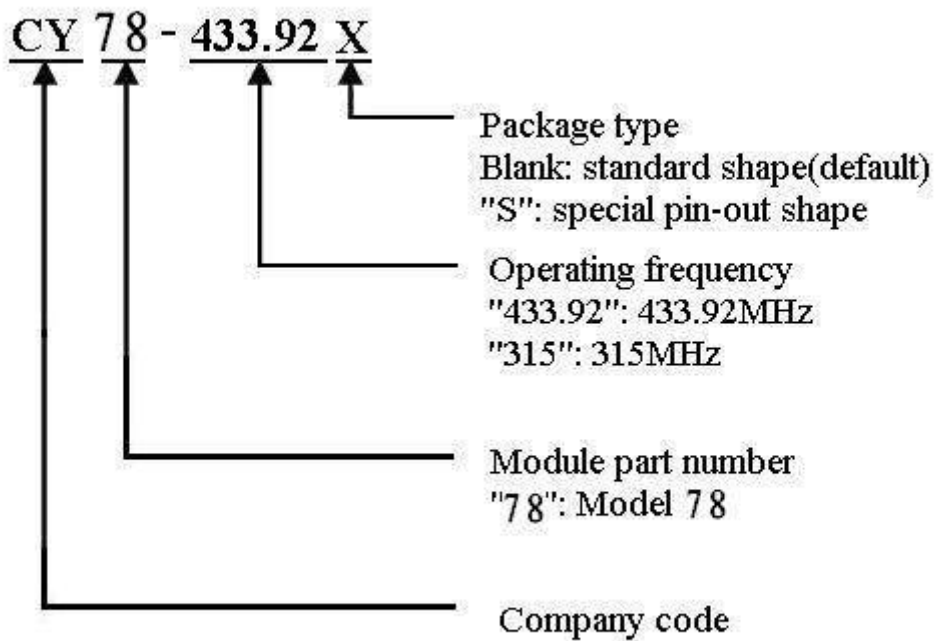 CY 78 - 433.92 X
Package type
Blank: standard shape(default)
"S": special pin-out shape
Operating frequency
"433.92": 433.92MHz
"315": 315MHz
Module part number
"78": Model 78
Company code